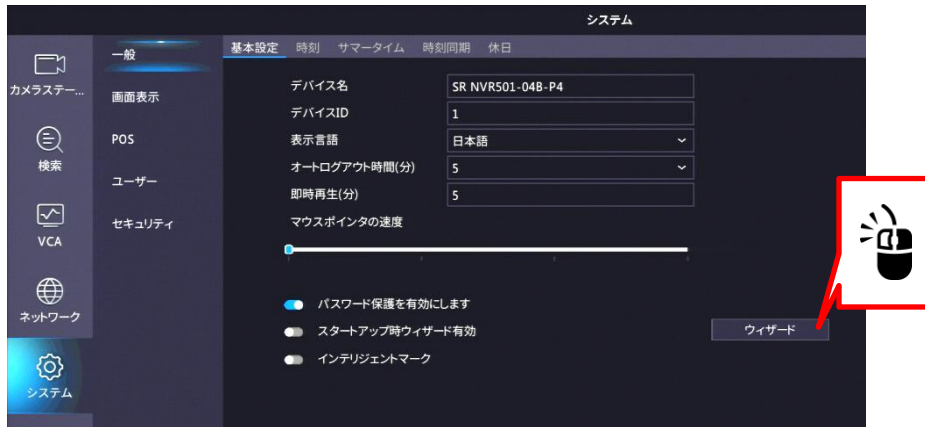 システム
カメラステー...
検索
VCA
ネットワーク
システム
一般
画面表示
POS
ユーザー
セキュリティ
基本設定 時刻 サマータイム 時刻同期 休日
デバイス名 SR NVR501-04B-P4
デバイスID 1
表示言語 日本語
オートログアウト時間(分) 5
即時再生(分) 5
マウスポインタの速度
パスワード保護を有効にします
スタートアップ時ウィザード有効
インテリジェントマーク
ウィザード